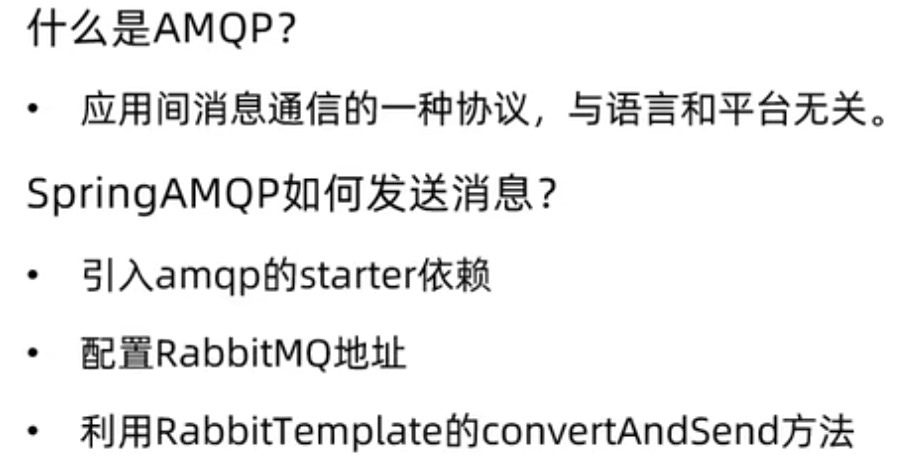 什么是AMQP？
• 应用间消息通信的一种协议，与语言和平台无关。
SpringAMQP如何发送消息？
• 引入amqp的starter依赖
• 配置RabbitMQ地址
• 利用RabbitTemplate的convertAndSend方法